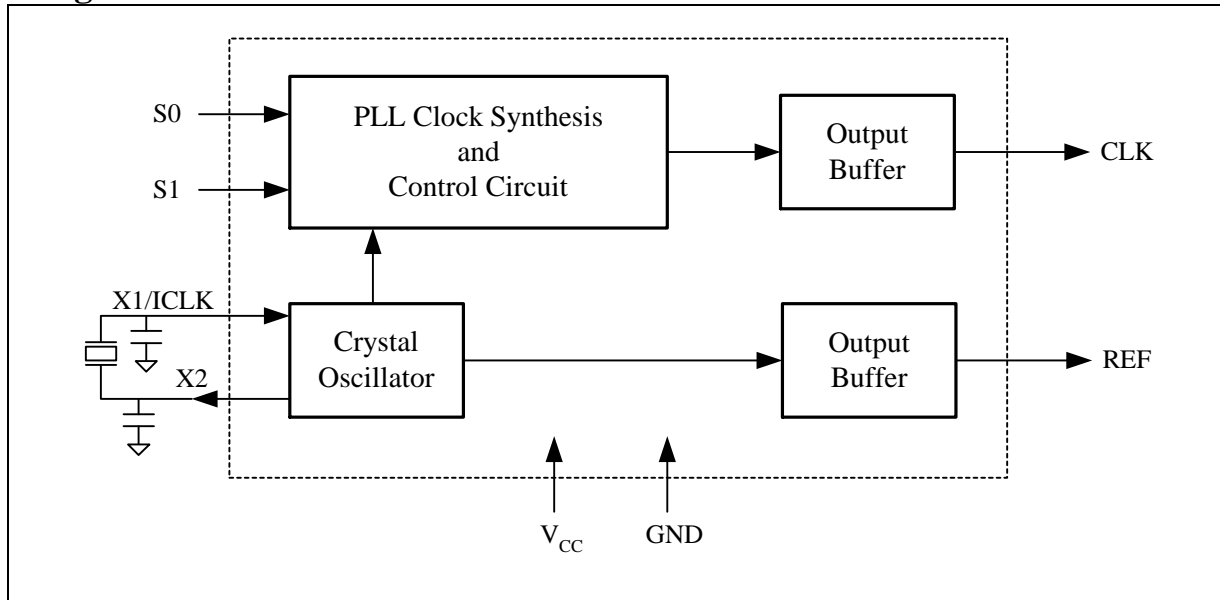 S0
S1
PLL Clock Synthesis
and
Control Circuit
Output
Buffer
CLK
X1/ICLK
X2
Crystal
Oscillator
Output
Buffer
REF
VCC
GND